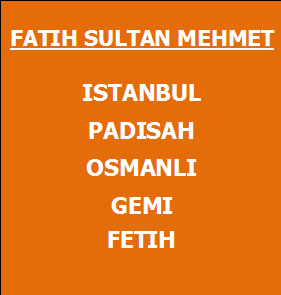 FATIH SULTAN MEHMET
ISTANBUL
PADISAH
OSMANLI
GEMI
FETIH